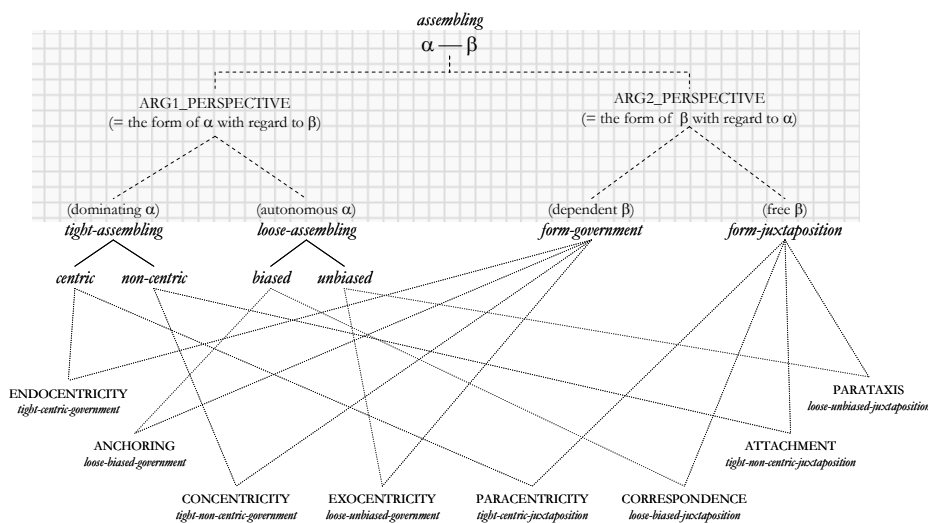 assembling
α — β
ARG1_PERSPECTIVE
(= the form of α with regard to β)
ARG2_PERSPECTIVE
(= the form of β with regard to α)
(dominating α)
tight-assembling
(autonomous α)
loose-assembling
(dependent β)
form-government
(free β)
form-juxtaposition
centric
non-centric
biased
unbiased
ENDOCENTRICITY
tight-centric-government
PARATAXIS
loose-unbiased-juxtaposition
ANCHORING
loose-biased-government
ATTACHMENT
tight-non-centric-juxtaposition
CONCENTRICITY
tight-non-centric-government
EXOCENTRICITY
loose-unbiased-government
PARACENTRICITY
tight-centric-juxtaposition
CORRESPONDENCE
loose-biased-juxtaposition